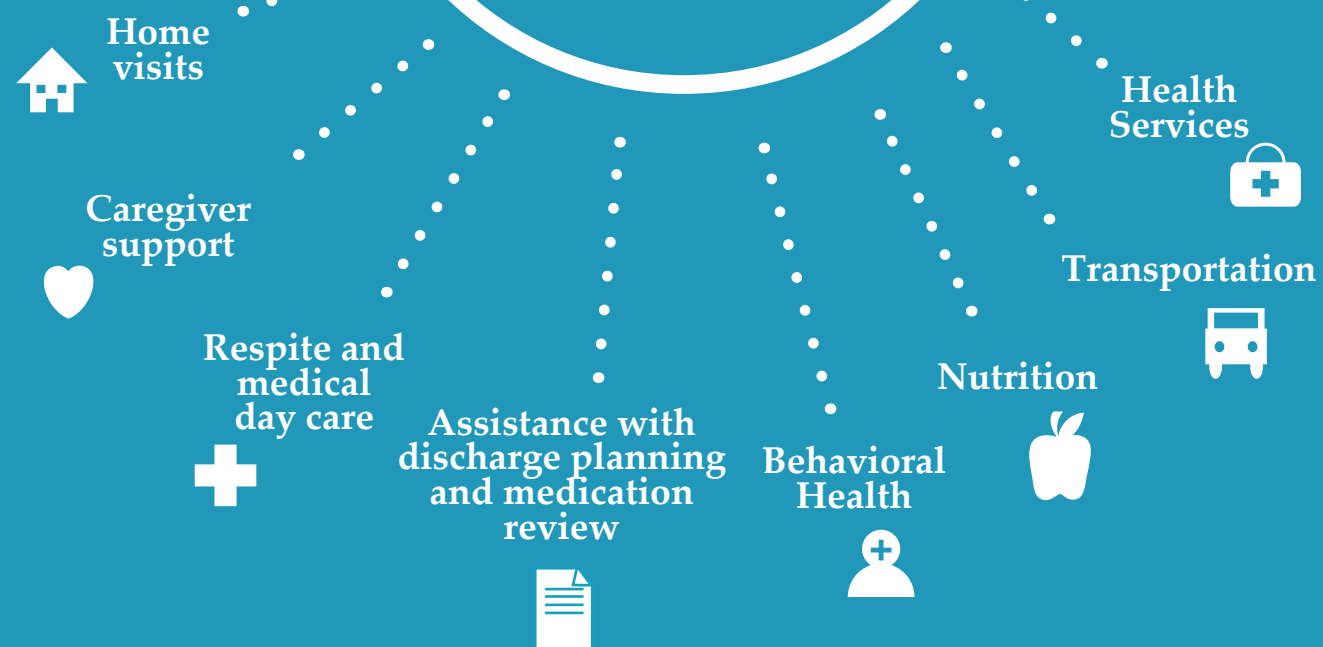 Home
visits
Caregiver
support
Respite and
medical
day care
Assistance with
discharge planning
and medication
review
Behavioral
Health
Nutrition
Transportation
Health
Services